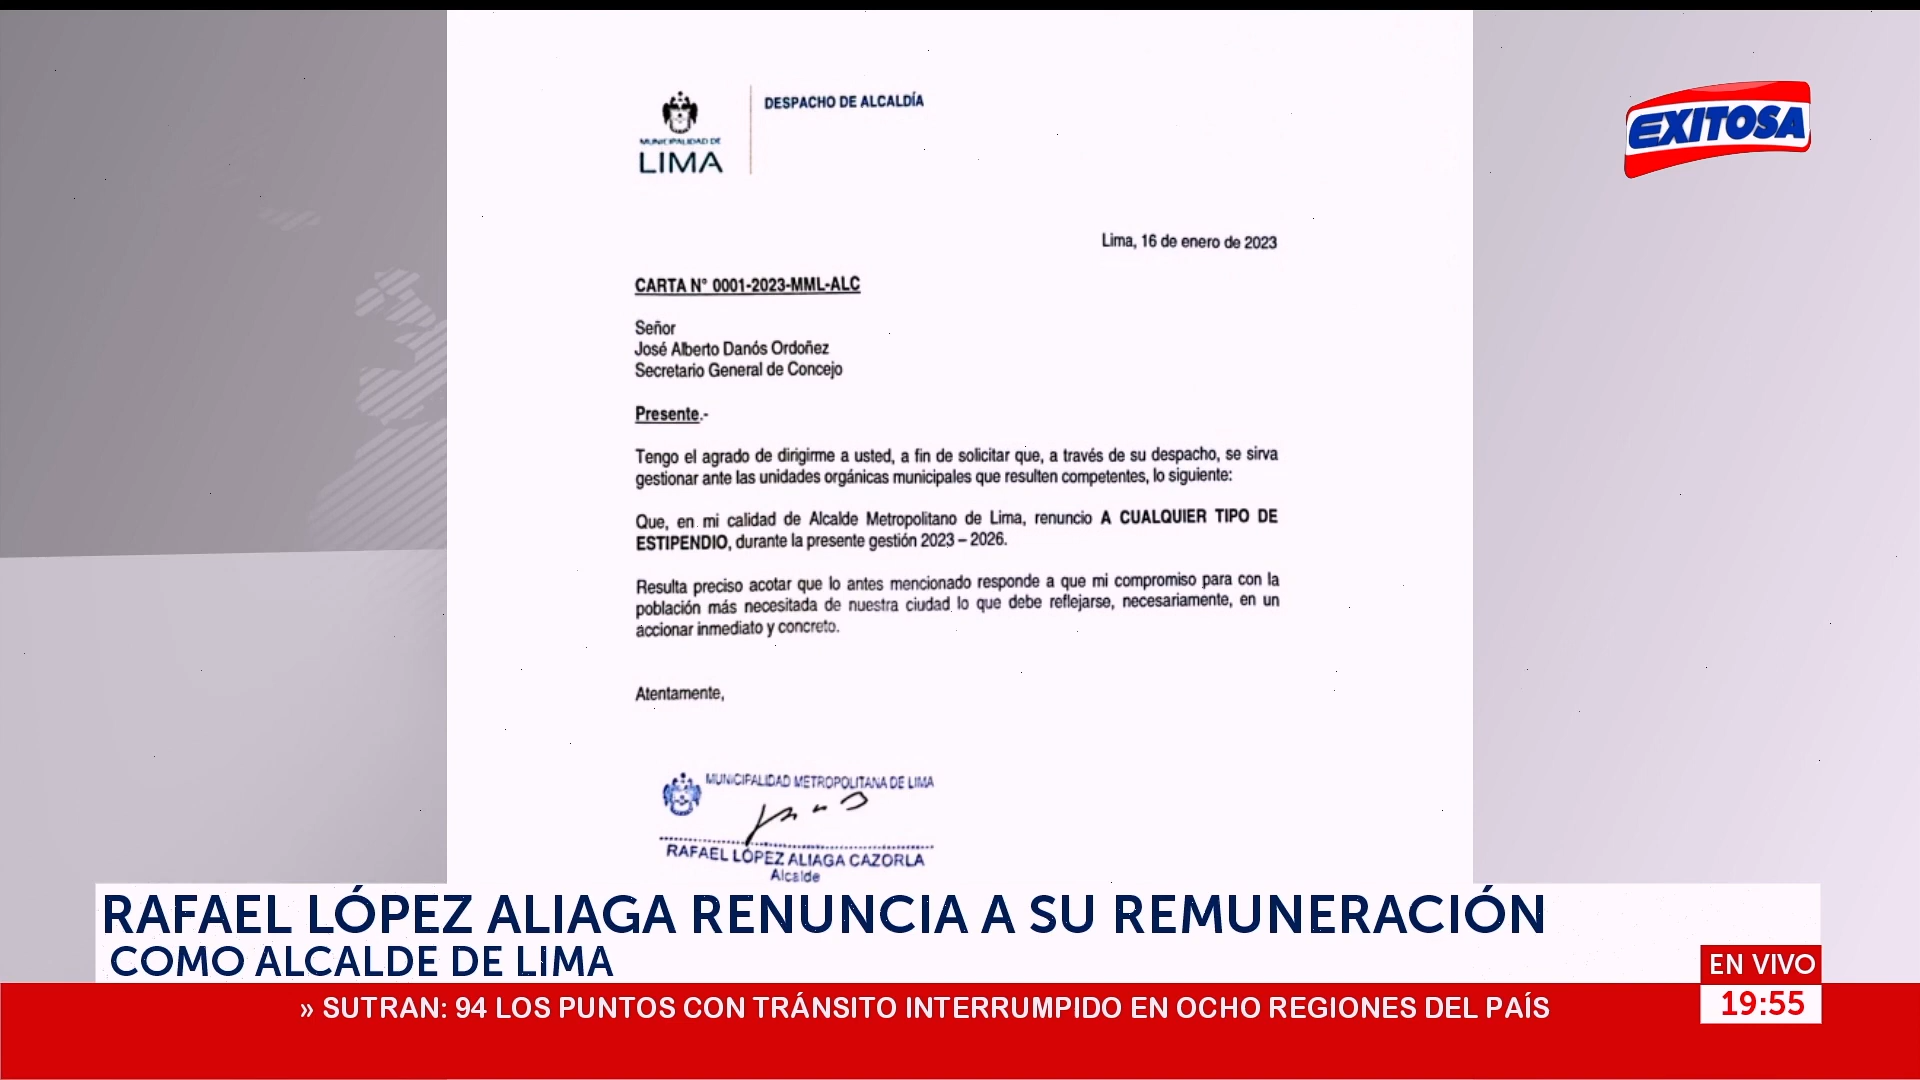 MUNICIPALIDAD DE
LIMA
DESPACHO DE ALCALDÍA
EXITOSA
Lima, 16 de enero de 2023
CARTA N° 0001-2023-MML-ALC
Señor
José Alberto Danós Ordoñez
Secretario General de Concejo
Presente.-
Tengo el agrado de dirigirme a usted, a fin de solicitar que, a través de su despacho, se sirva
gestionar ante las unidades orgánicas municipales que resulten competentes, lo siguiente:
Que, en mi calidad de Alcalde Metropolitano de Lima, renuncio A CUALQUIER TIPO DE
ESTIPENDIO, durante la presente gestión 2023 – 2026.
Resulta preciso acotar que lo antes mencionado responde a que mi compromiso para con la
población más necesitada de nuestra ciudad lo que debe reflejarse, necesariamente, en un
accionar inmediato y concreto.
Atentamente,
MUNICIPALIDAD METROPOLITANA DE LIMA
RAFAEL LÓPEZ ALIAGA CAZORLA
Alcalde
RAFAEL LÓPEZ ALIAGA RENUNCIA A SU REMUNERACIÓN
COMO ALCALDE DE LIMA
EN VIVO
19:55
» SUTRAN: 94 LOS PUNTOS CON TRÁNSITO INTERRUMPIDO EN OCHO REGIONES DEL PAÍS